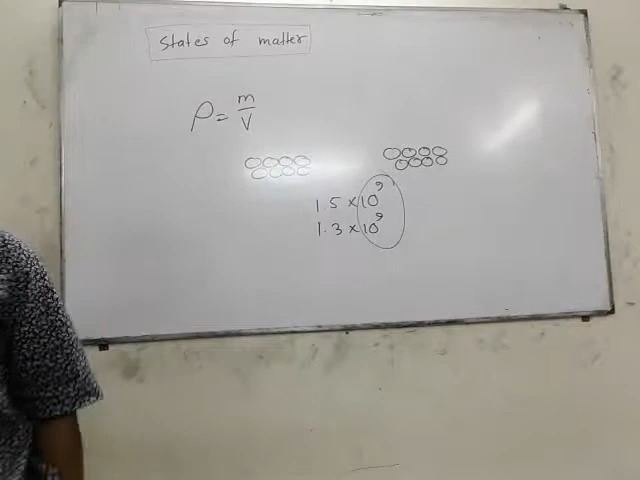 States of matter
ρ = m/V
1.5 × 10⁹
1.3 × 10⁹